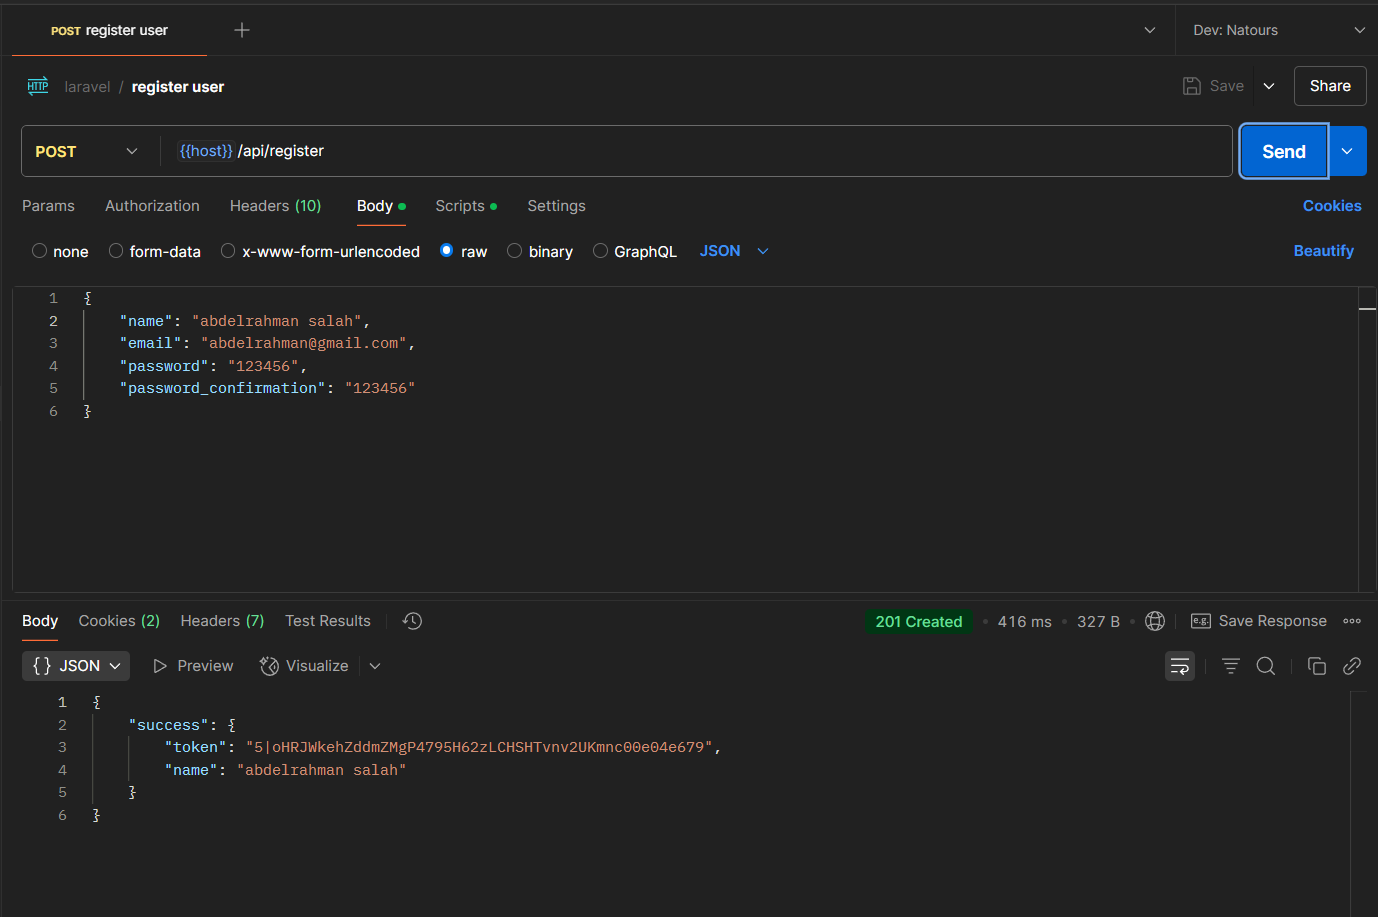 POST register user
Dev: Natours
HTTP laravel / register user
Save
Share
POST
{{host}} /api/register
Send
Params
Authorization
Headers (10)
Body
Scripts
Settings
Cookies
none
form-data
x-www-form-urlencoded
raw
binary
GraphQL
JSON
Beautify
1 {
2 "name": "abdelrahman salah",
3 "email": "abdelrahman@gmail.com",
4 "password": "123456",
5 "password_confirmation": "123456"
6 }
Body
Cookies (2)
Headers (7)
Test Results
201 Created
416 ms
327 B
e.g. Save Response
{} JSON
Preview
Visualize
1 {
2 "success": {
3 "token": "5|oHRJWkehZddmZMgP4795H62zLCHSHTvnv2UKmnc00e04e679",
4 "name": "abdelrahman salah"
5 }
6 }